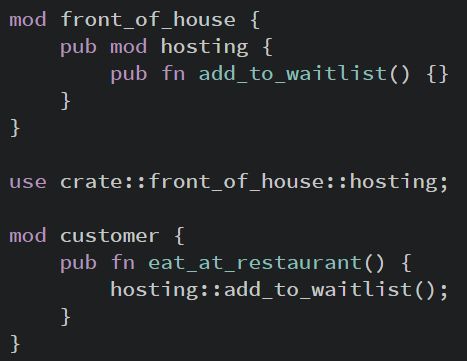 mod front_of_house {
    pub mod hosting {
        pub fn add_to_waitlist() {}
    }
}

use crate::front_of_house::hosting;

mod customer {
    pub fn eat_at_restaurant() {
        hosting::add_to_waitlist();
    }
}